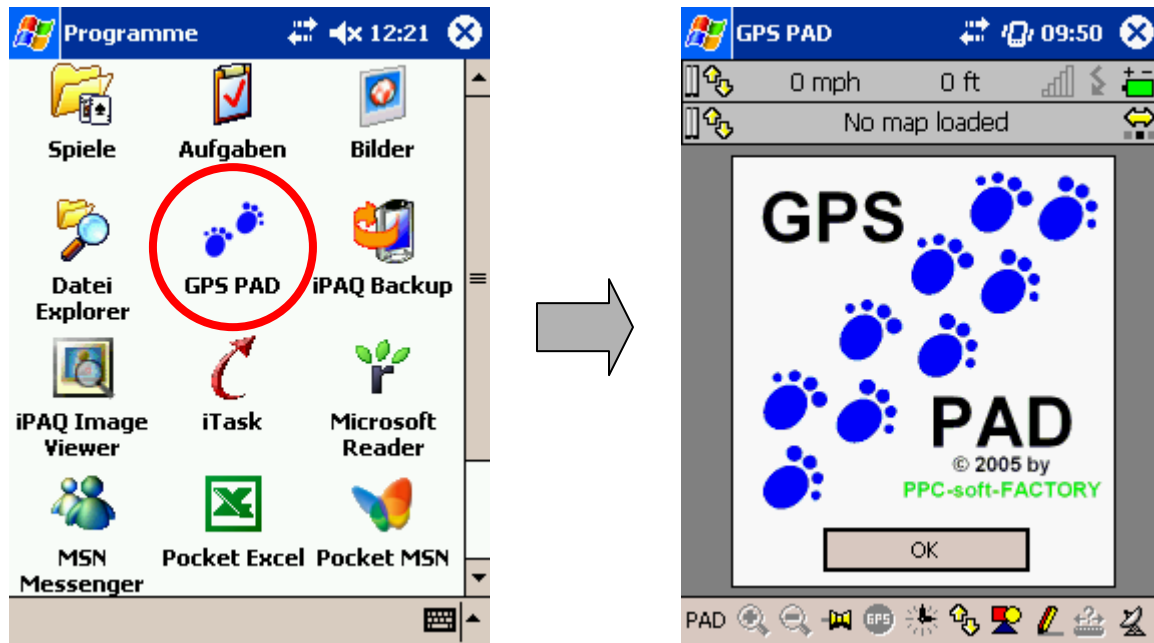 Programme 12:21
Spiele Aufgaben Bilder
Datei
Explorer
GPS PAD
iPAQ Backup
iPAQ Image
Viewer
iTask
Microsoft
Reader
MSN
Messenger
Pocket Excel
Pocket MSN
GPS PAD 09:50
0 mph 0 ft
No map loaded
GPS
PAD
© 2005 by
PPC-soft-FACTORY
OK
PAD GPS